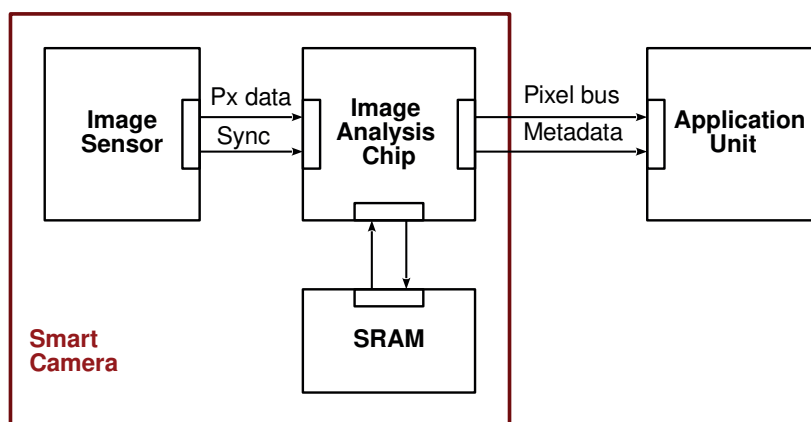 Image
Sensor
Px data
Sync
Image
Analysis
Chip
Pixel bus
Metadata
Application
Unit
SRAM
Smart
Camera